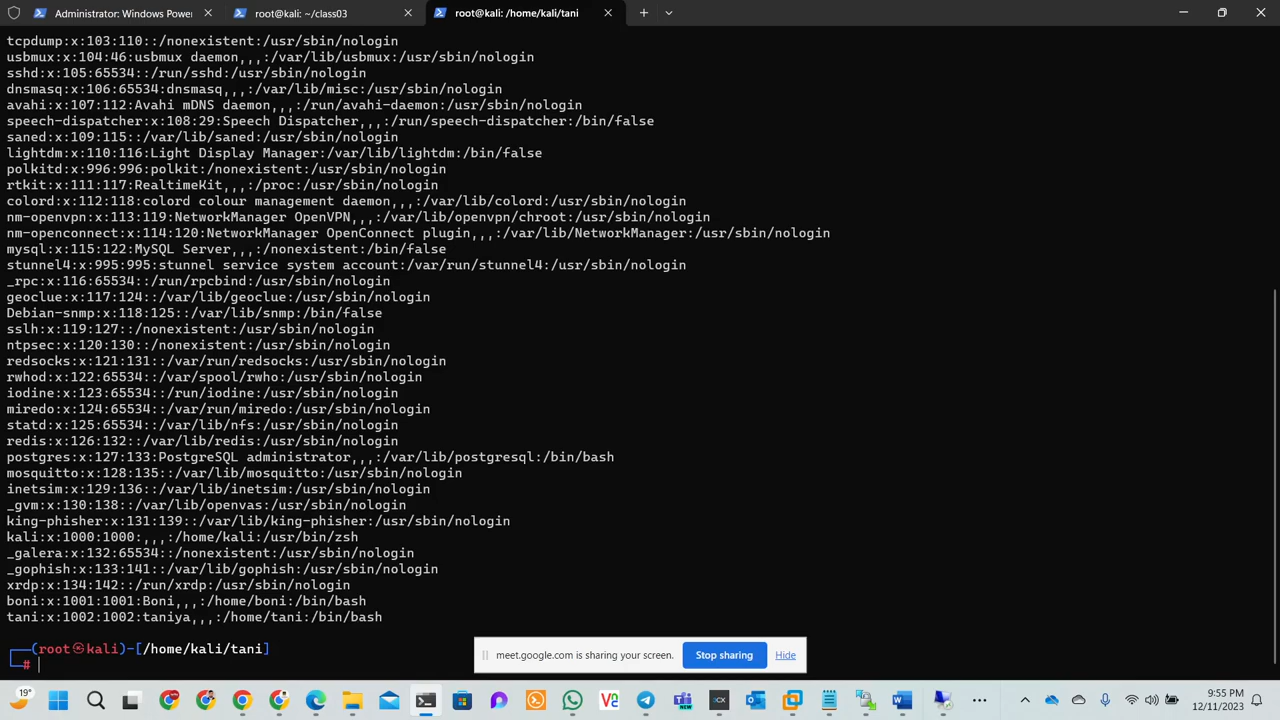 Administrator: Windows Power
root@kali: ~/class03
root@kali: /home/kali/tani
tcpdump:x:103:110::/nonexistent:/usr/sbin/nologin
usbmux:x:104:46:usbmux daemon,,,:/var/lib/usbmux:/usr/sbin/nologin
sshd:x:105:65534::/run/sshd:/usr/sbin/nologin
dnsmasq:x:106:65534:dnsmasq,,,:/var/lib/misc:/usr/sbin/nologin
avahi:x:107:112:Avahi mDNS daemon,,,:/run/avahi-daemon:/usr/sbin/nologin
speech-dispatcher:x:108:29:Speech Dispatcher,,,:/run/speech-dispatcher:/bin/false
saned:x:109:115::/var/lib/saned:/usr/sbin/nologin
lightdm:x:110:116:Light Display Manager:/var/lib/lightdm:/bin/false
polkitd:x:996:996:polkit:/nonexistent:/usr/sbin/nologin
rtkit:x:111:117:RealtimeKit,,,:/proc:/usr/sbin/nologin
colord:x:112:118:colord colour management daemon,,,:/var/lib/colord:/usr/sbin/nologin
nm-openvpn:x:113:119:NetworkManager OpenVPN,,,:/var/lib/openvpn/chroot:/usr/sbin/nologin
nm-openconnect:x:114:120:NetworkManager OpenConnect plugin,,,:/var/lib/NetworkManager:/usr/sbin/nologin
mysql:x:115:122:MySQL Server,,,:/nonexistent:/bin/false
stunnel4:x:995:995:stunnel service system account:/var/run/stunnel4:/usr/sbin/nologin
_rpc:x:116:65534::/run/rpcbind:/usr/sbin/nologin
geoclue:x:117:124::/var/lib/geoclue:/usr/sbin/nologin
Debian-snmp:x:118:125::/var/lib/snmp:/bin/false
sslh:x:119:127::/nonexistent:/usr/sbin/nologin
ntpsec:x:120:130::/nonexistent:/usr/sbin/nologin
redsocks:x:121:131::/var/run/redsocks:/usr/sbin/nologin
rwhod:x:122:65534::/var/spool/rwho:/usr/sbin/nologin
iodine:x:123:65534::/run/iodine:/usr/sbin/nologin
miredo:x:124:65534::/var/run/miredo:/usr/sbin/nologin
statd:x:125:65534::/var/lib/nfs:/usr/sbin/nologin
redis:x:126:132::/var/lib/redis:/usr/sbin/nologin
postgres:x:127:133:PostgreSQL administrator,,,:/var/lib/postgresql:/bin/bash
mosquitto:x:128:135::/var/lib/mosquitto:/usr/sbin/nologin
inetsim:x:129:136::/var/lib/inetsim:/usr/sbin/nologin
_gvm:x:130:138::/var/lib/openvas:/usr/sbin/nologin
king-phisher:x:131:139::/var/lib/king-phisher:/usr/sbin/nologin
kali:x:1000:1000:,,,:/home/kali:/usr/bin/zsh
_galera:x:132:65534::/nonexistent:/usr/sbin/nologin
_gophish:x:133:141::/var/lib/gophish:/usr/sbin/nologin
xrdp:x:134:142::/run/xrdp:/usr/sbin/nologin
boni:x:1001:1001:Boni,,,:/home/boni:/bin/bash
tani:x:1002:1002:taniya,,,:/home/tani:/bin/bash
┌──(root㉿kali)-[/home/kali/tani]
└─#
meet.google.com is sharing your screen.
Stop sharing
Hide
19°
NEW
9:55 PM
12/11/2023